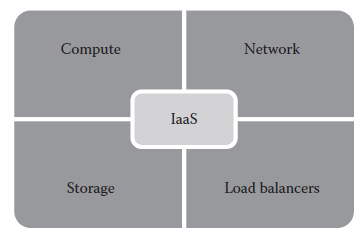 Compute
Network
IaaS
Storage
Load balancers